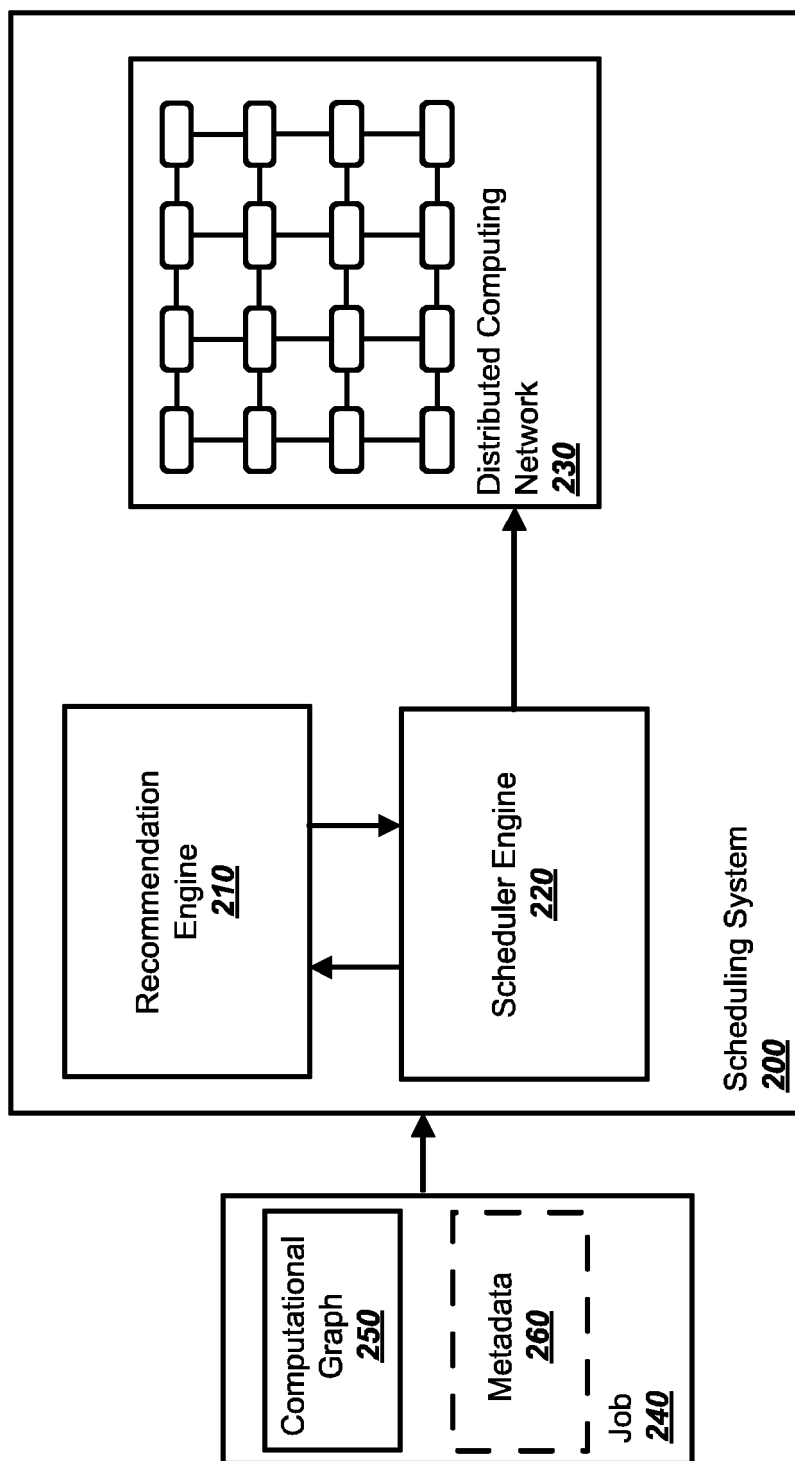 Computational
Graph
250
Metadata
260
Job
240
Recommendation
Engine
210
Scheduler Engine
220
Distributed Computing
Network
230
Scheduling System
200